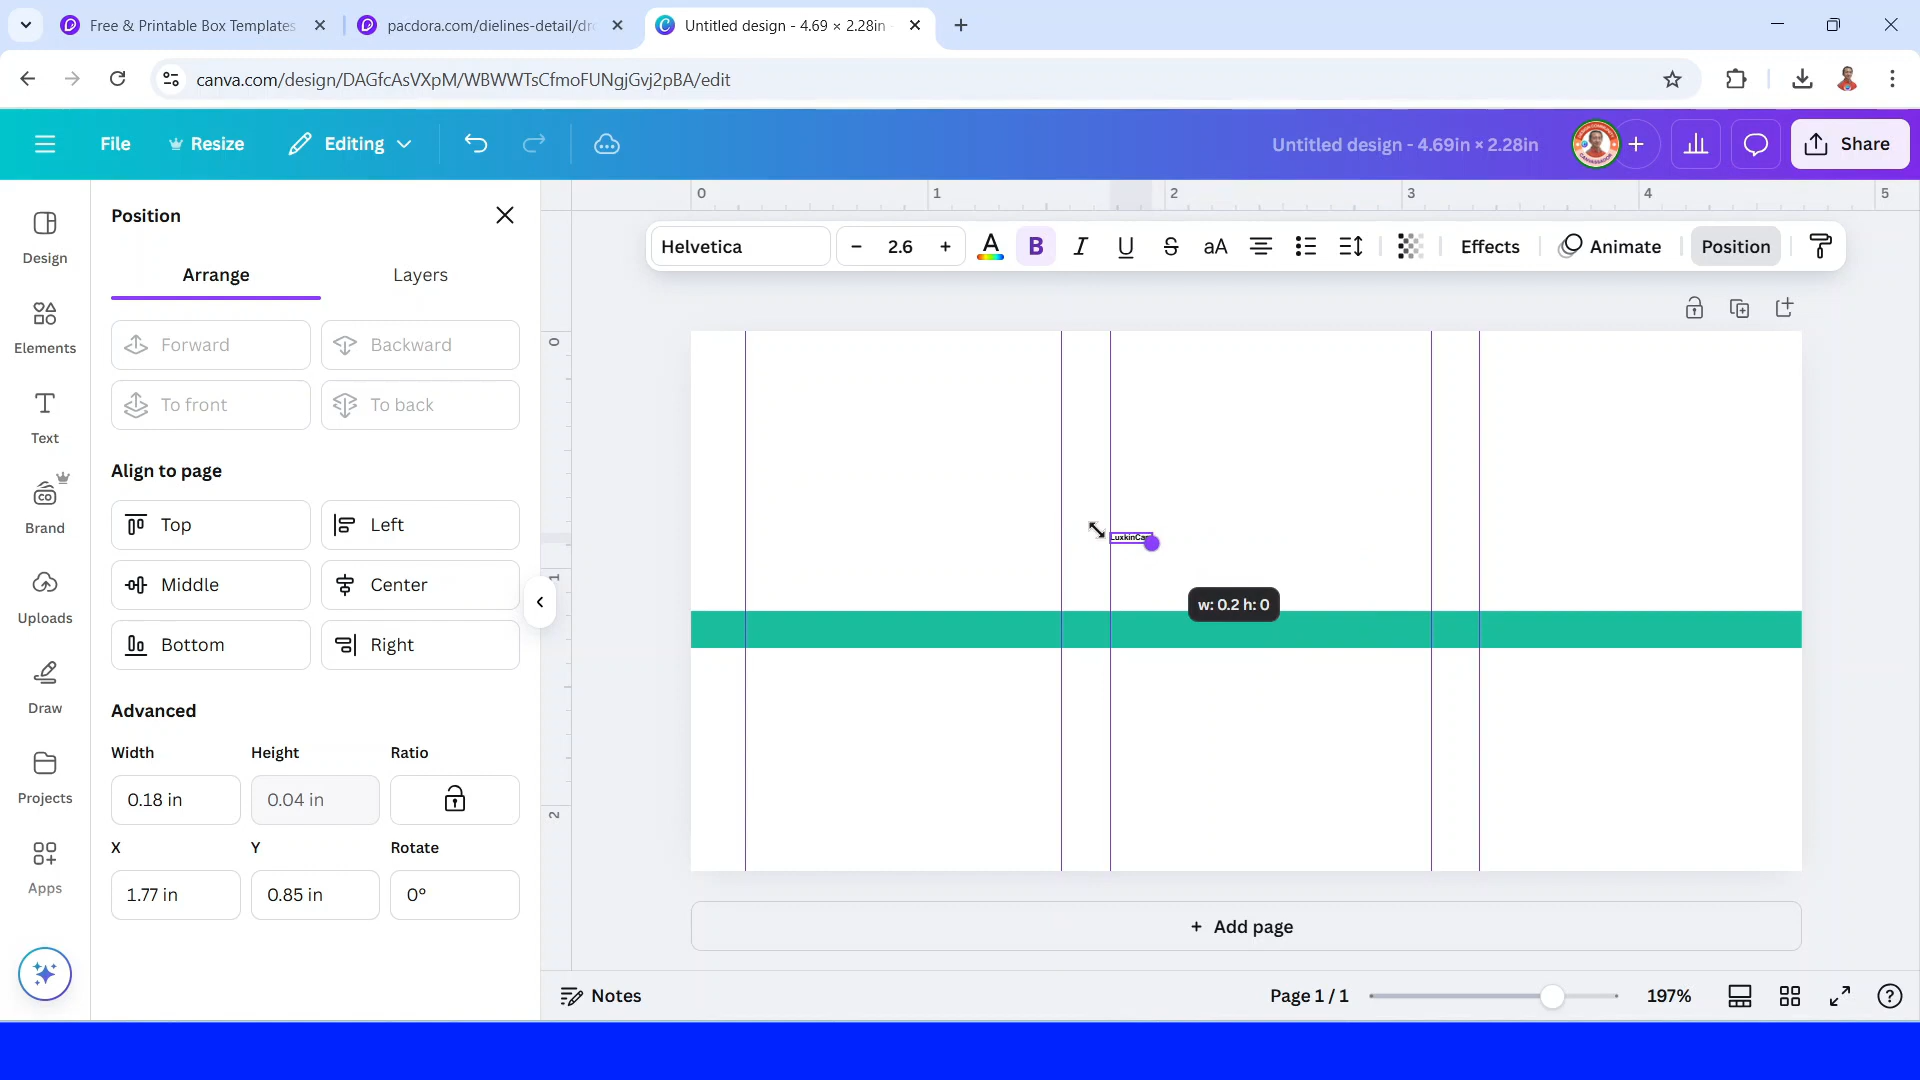 Free & Printable Box Templates
pacdora.com/dielines-detail/dr
Untitled design - 4.69 × 2.28in
canva.com/design/DAGfcAsVXpM/WBWWTsCfmoFUNgjGvj2pBA/edit
File
Resize
Editing
Untitled design - 4.69in × 2.28in
Share
Design
Elements
Text
Brand
Uploads
Draw
Projects
Apps
Position
Arrange
Layers
Forward
Backward
To front
To back
Align to page
Top
Left
Middle
Center
Bottom
Right
Advanced
Width
Height
Ratio
0.18 in
0.04 in
X
Y
Rotate
1.77 in
0.85 in
0°
0 1 2 3 4 5
Helvetica
– 2.6 +
A B I U S aA
Effects
Animate
Position
0
1
2
w: 0.2 h: 0
+ Add page
Notes
Page 1 / 1
197%